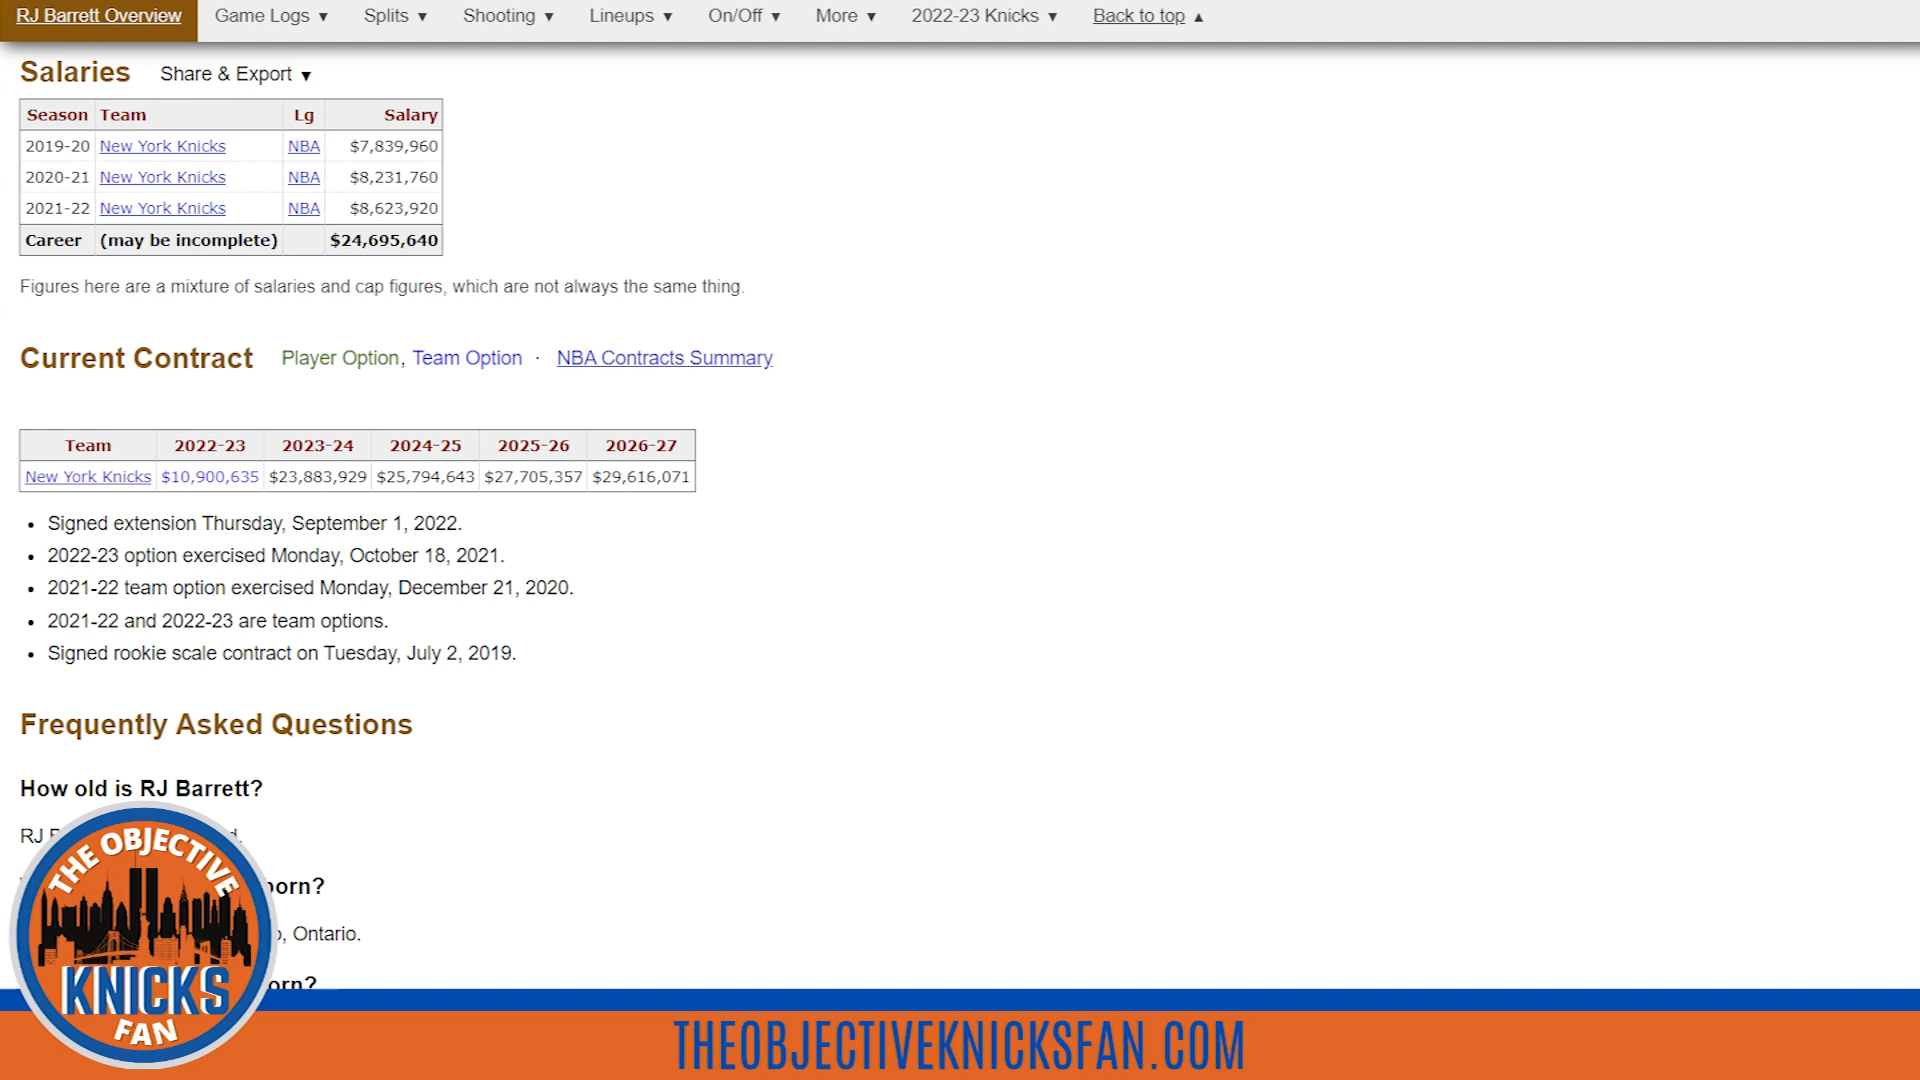 RJ Barrett Overview Game Logs ▼ Splits ▼ Shooting ▼ Lineups ▼ On/Off ▼ More ▼ 2022-23 Knicks ▼ Back to top ▲
Salaries Share & Export ▼
Season Team Lg Salary
2019-20 New York Knicks NBA $7,839,960
2020-21 New York Knicks NBA $8,231,760
2021-22 New York Knicks NBA $8,623,920
Career (may be incomplete) $24,695,640
Figures here are a mixture of salaries and cap figures, which are not always the same thing.
Current Contract Player Option, Team Option · NBA Contracts Summary
Team 2022-23 2023-24 2024-25 2025-26 2026-27
New York Knicks $10,900,635 $23,883,929 $25,794,643 $27,705,357 $29,616,071
• Signed extension Thursday, September 1, 2022.
• 2022-23 option exercised Monday, October 18, 2021.
• 2021-22 team option exercised Monday, December 21, 2020.
• 2021-22 and 2022-23 are team options.
• Signed rookie scale contract on Tuesday, July 2, 2019.
Frequently Asked Questions
How old is RJ Barrett?
RJ
Ontario.
THE OBJECTIVE
KNICKS
FAN
THEOBJECTIVEKNICKSFAN.COM